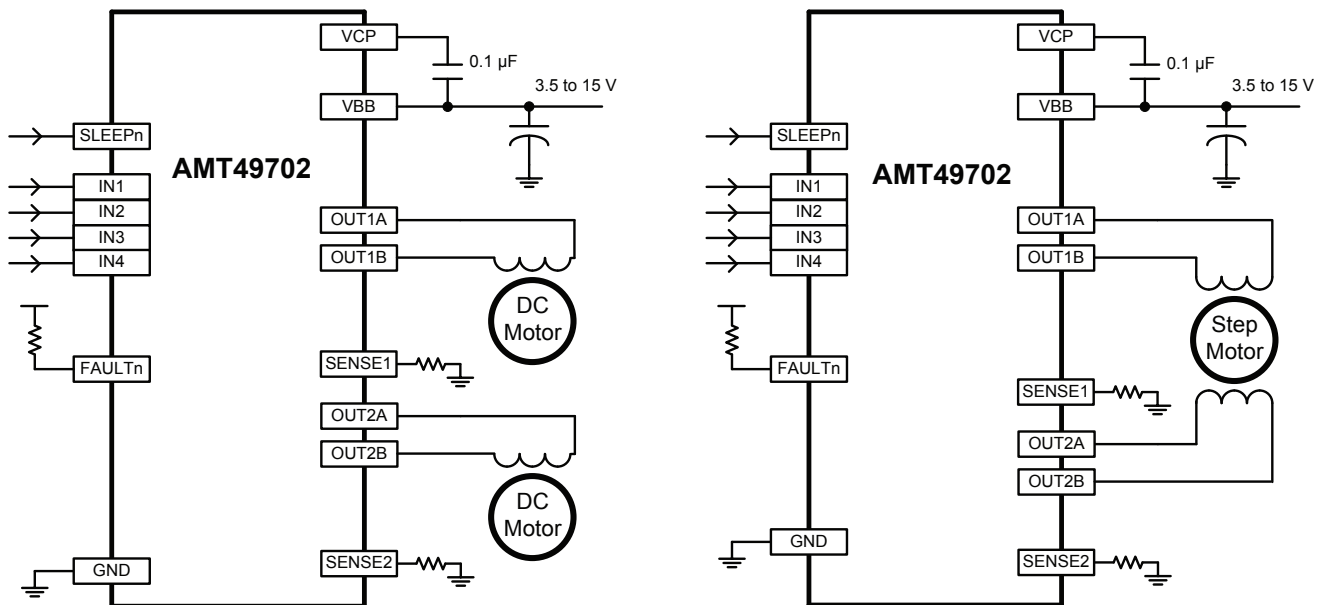 VCP
0.1 µF
3.5 to 15 V
VBB
SLEEPn
AMT49702
IN1
IN2
IN3
IN4
OUT1A
OUT1B
DC
Motor
FAULTn
SENSE1
OUT2A
OUT2B
DC
Motor
GND
SENSE2
VCP
0.1 µF
3.5 to 15 V
VBB
SLEEPn
AMT49702
IN1
IN2
IN3
IN4
OUT1A
OUT1B
Step
Motor
FAULTn
SENSE1
OUT2A
OUT2B
GND
SENSE2